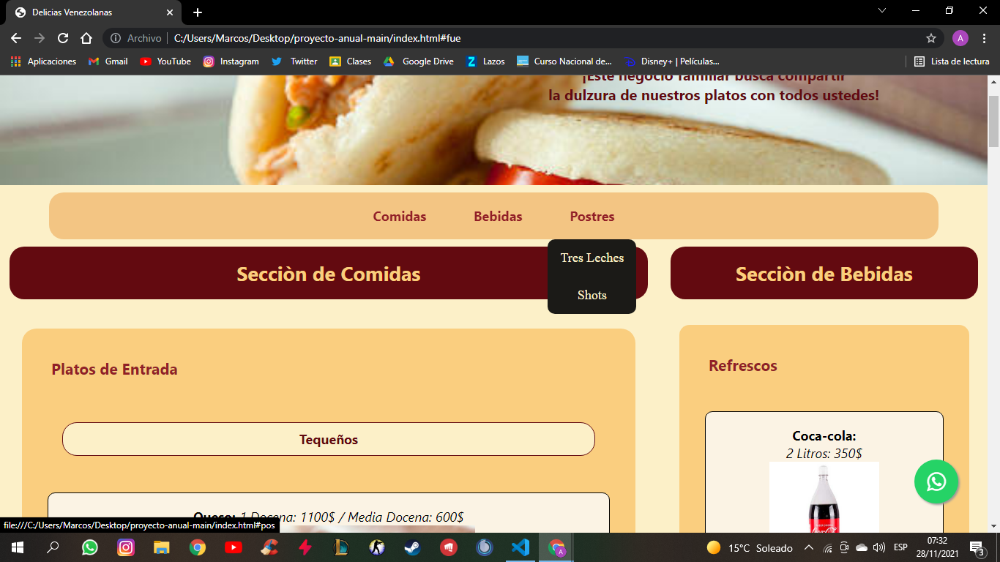 Delicias Venezolanas
Archivo
C:/Users/Marcos/Desktop/proyecto-anual-main/index.html#fue
A
Aplicaciones
Gmail
YouTube
Instagram
Twitter
Clases
Google Drive
Lazos
Curso Nacional de...
Disney+ | Películas...
Lista de lectura
¡Este negocio familiar busca compartir
la dulzura de nuestros platos con todos ustedes!
Comidas
Bebidas
Postres
Tres Leches
Shots
Secciòn de Comidas
Secciòn de Bebidas
Platos de Entrada
Refrescos
Tequeños
Coca-cola:
2 Litros: 350$
Queso: 1 Docena: 1100$ / Media Docena: 600$
file:///C:/Users/Marcos/Desktop/proyecto-anual-main/index.html#pos
15°C Soleado
ESP
07:32
28/11/2021
3